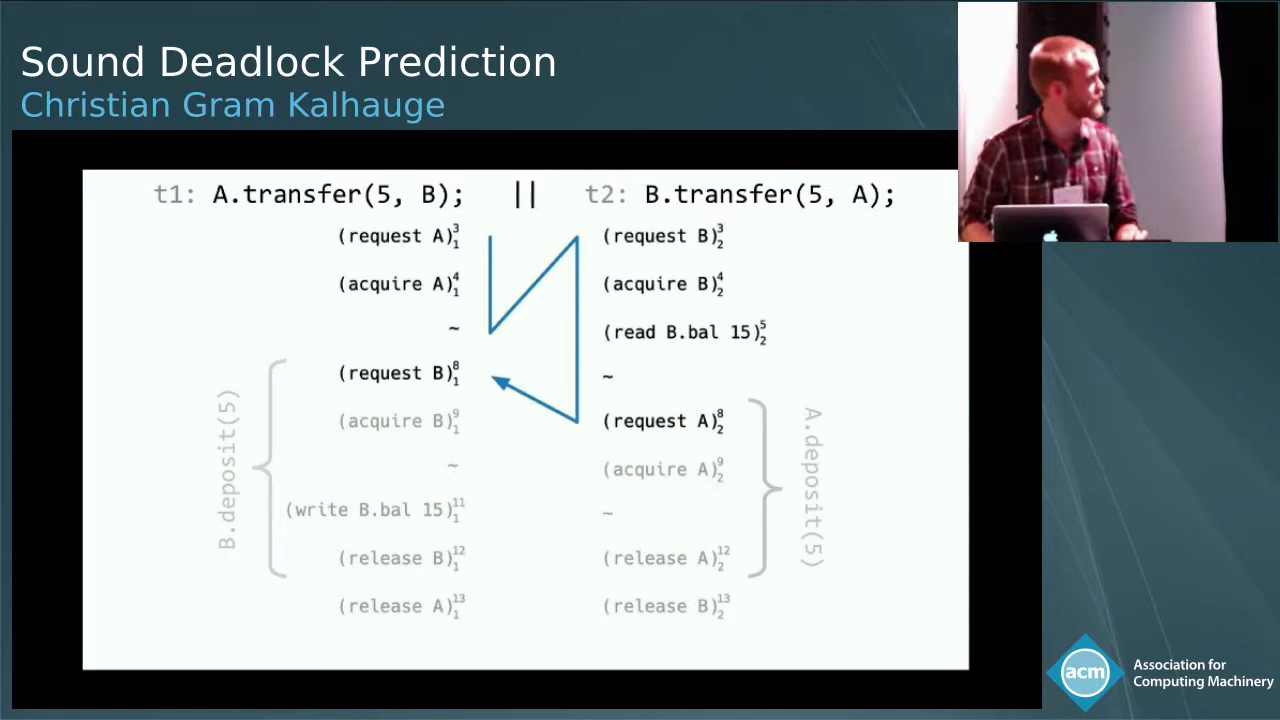 Sound Deadlock Prediction
Christian Gram Kalhauge
t1: A.transfer(5, B); || t2: B.transfer(5, A);
(request A)³₁ (request B)³₂
(acquire A)⁴₁ (acquire B)⁴₂
~ (read B.bal 15)⁵₂
(request B)⁸₁ ~
(acquire B)⁹₁ (request A)⁸₂
~ (acquire A)⁹₂
(write B.bal 15)¹¹₁ ~
(release B)¹²₁ (release A)¹²₂
(release A)¹³₁ (release B)¹³₂
B.deposit(5)
A.deposit(5)
acm
Association for
Computing Machinery